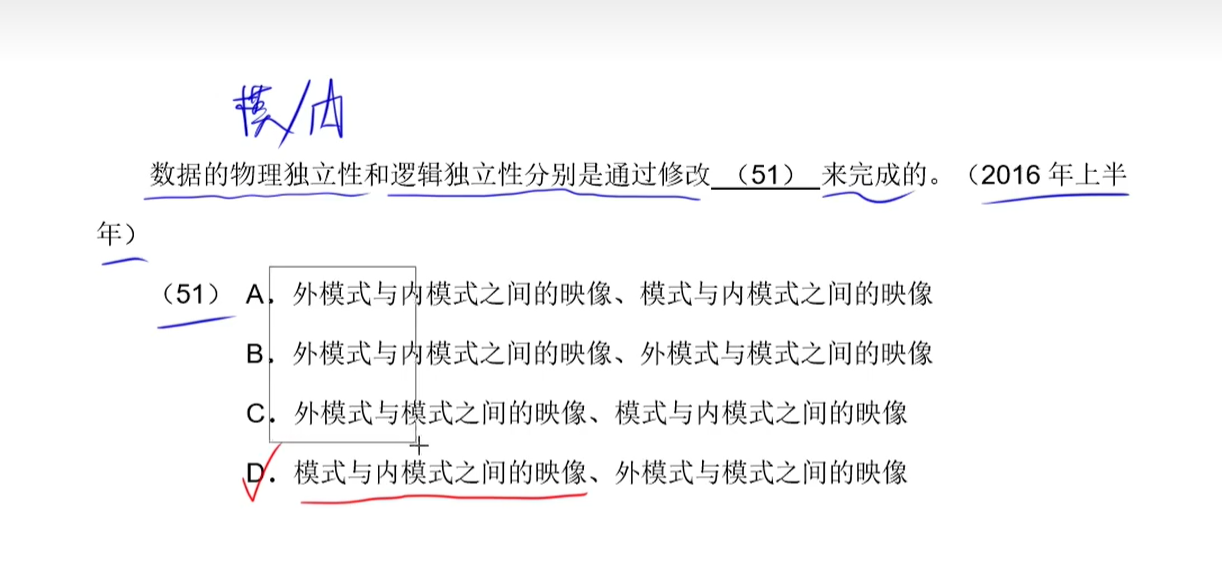 模/内
数据的物理独立性和逻辑独立性分别是通过修改 （51） 来完成的。（2016 年上半
年）
（51） A. 外模式与内模式之间的映像、模式与内模式之间的映像
B. 外模式与内模式之间的映像、外模式与模式之间的映像
C. 外模式与模式之间的映像、模式与内模式之间的映像
D. 模式与内模式之间的映像、外模式与模式之间的映像